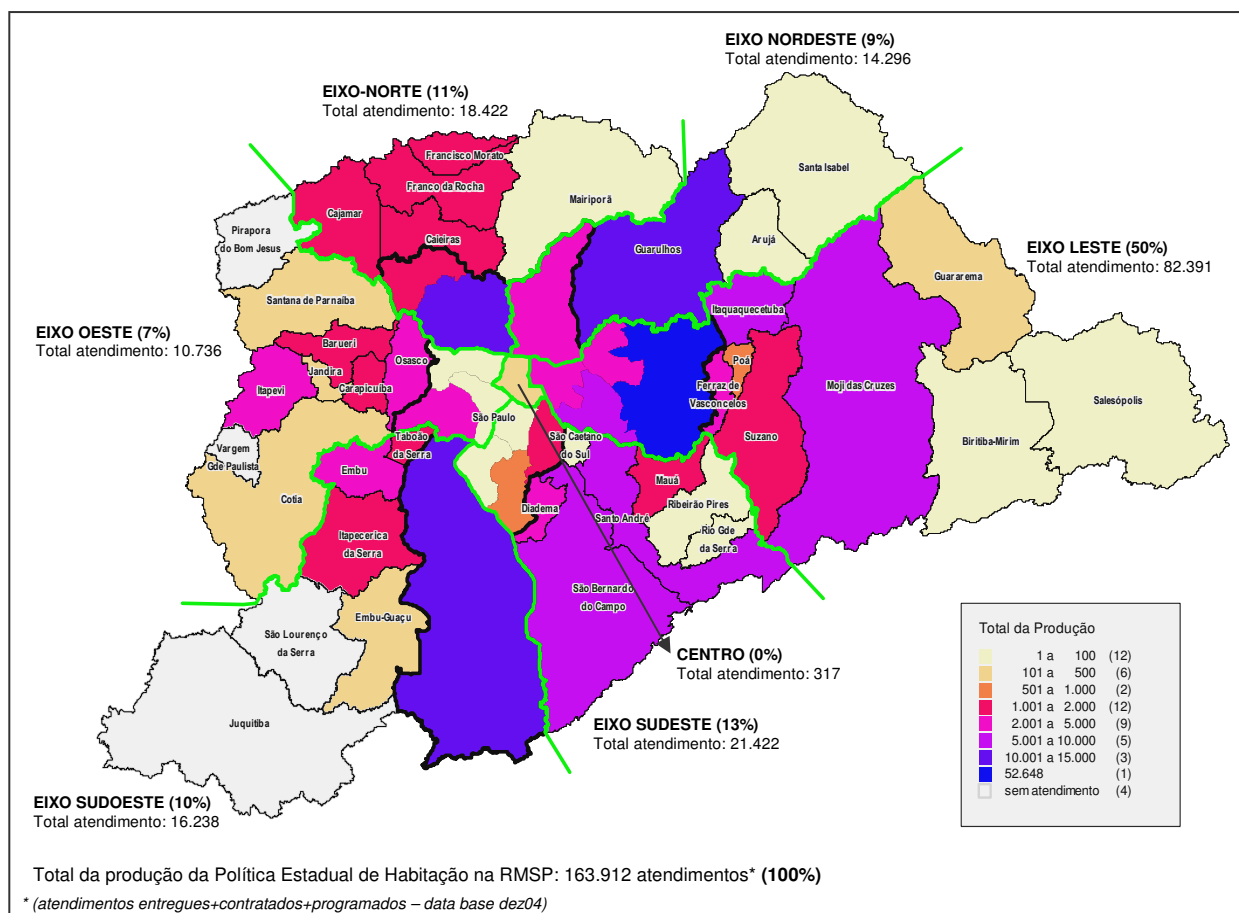 EIXO NORDESTE (9%)
Total atendimento: 14.296
EIXO-NORTE (11%)
Total atendimento: 18.422
Francisco Morato
Franco da Rocha
Mairiporã
Santa Isabel
Cajamar
Pirapora
do Bom Jesus
Caieiras
Guarulhos
Arujá
EIXO LESTE (50%)
Total atendimento: 82.391
Guararema
Santana de Parnaíba
Itaquaquecetuba
EIXO OESTE (7%)
Total atendimento: 10.736
Barueri
Osasco
Poá
Jandira
Itapevi
Carapicuíba
Ferraz de
Vasconcelos
Moji das Cruzes
Salesópolis
São Paulo
Biritiba-Mirim
Vargem
Gde Paulista
Taboão
da Serra
São Caetano
do Sul
Suzano
Embu
Cotia
Mauá
Ribeirão Pires
Diadema
Santo André
Rio Gde
da Serra
Itapecerica
da Serra
São Bernardo
do Campo
Embu-Guaçu
São Lourenço
da Serra
CENTRO (0%)
Total atendimento: 317
Juquitiba
EIXO SUDESTE (13%)
Total atendimento: 21.422
EIXO SUDOESTE (10%)
Total atendimento: 16.238
Total da Produção
1 a 100 (12)
101 a 500 (6)
501 a 1.000 (2)
1.001 a 2.000 (12)
2.001 a 5.000 (9)
5.001 a 10.000 (5)
10.001 a 15.000 (3)
52.648 (1)
sem atendimento (4)
Total da produção da Política Estadual de Habitação na RMSP: 163.912 atendimentos* (100%)
* (atendimentos entregues+contratados+programados – data base dez04)